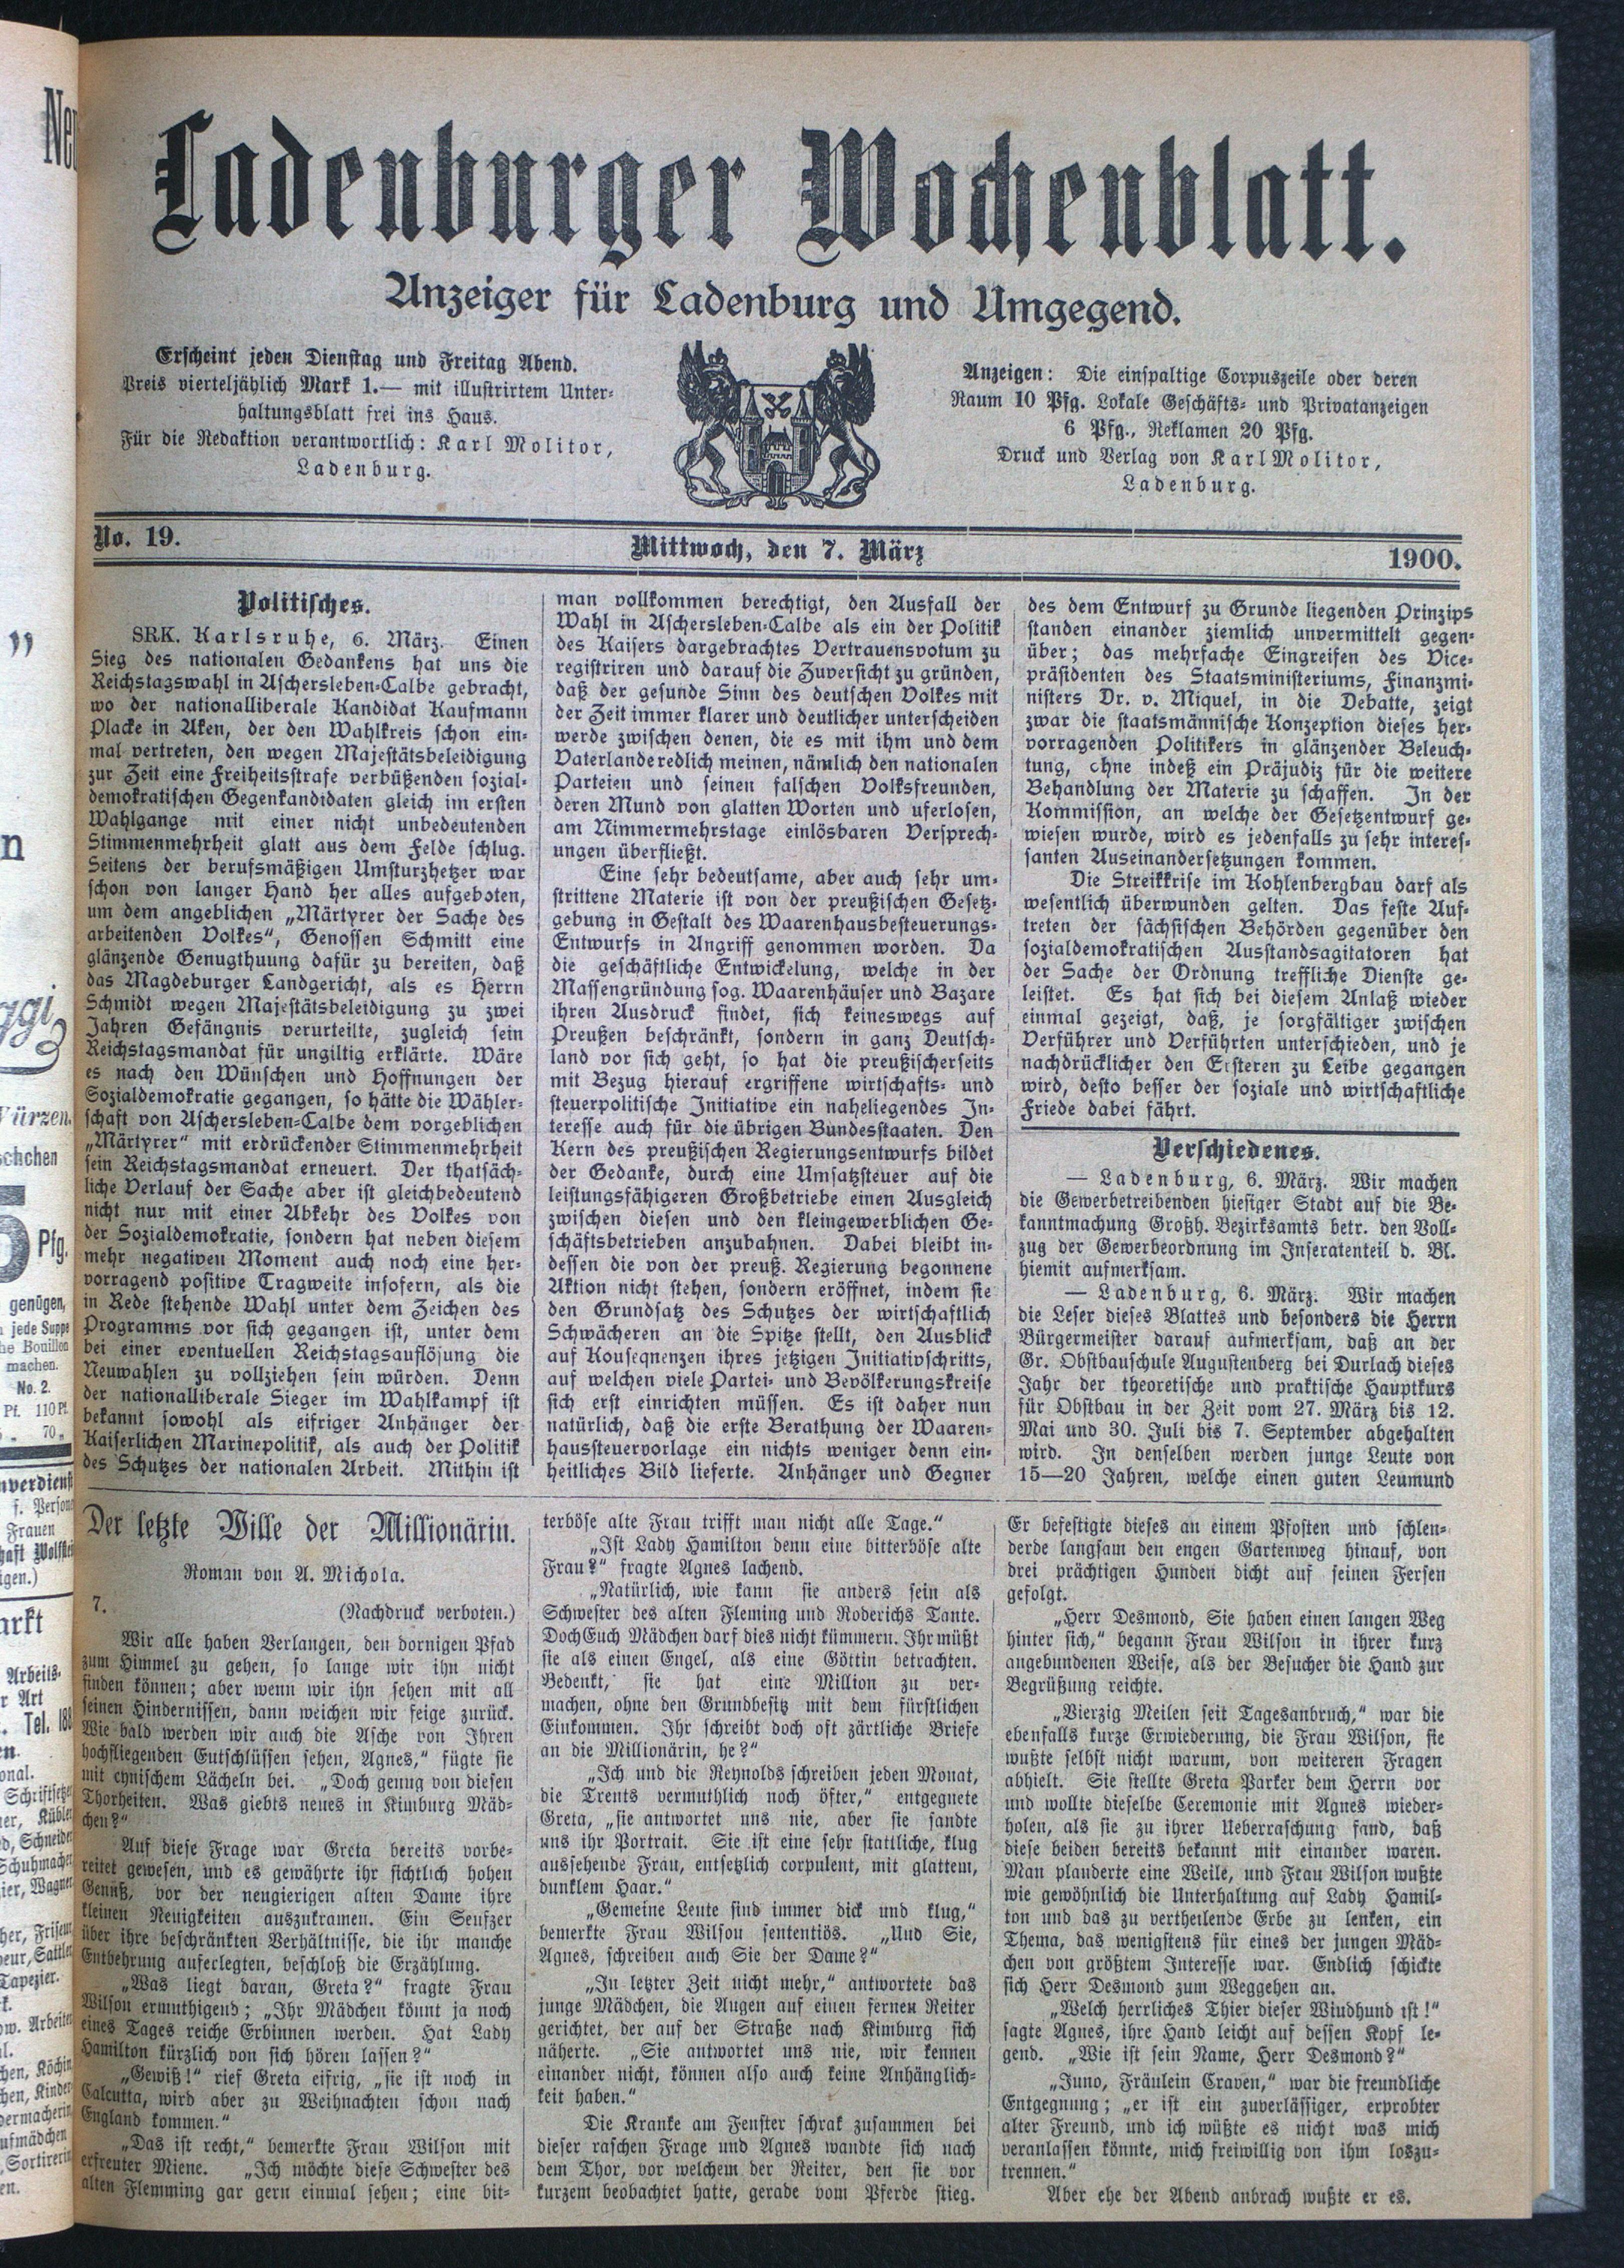 Ladenburger Wochenblatt.
Anzeiger für Ladenburg und Umgegend.
Erscheint jeden Dienstag und Freitag Abend.
Preis vierteljählich Mark 1.— mit illustrirtem Unter-
haltungsblatt frei ins Haus.
Für die Redaktion verantwortlich: Karl Molitor,
Ladenburg.
Anzeigen: Die einspaltige Corpuszeile oder deren
Raum 10 Pfg. Lokale Geschäfts- und Privatanzeigen
6 Pfg., Reklamen 20 Pfg.
Druck und Verlag von Karl Molitor,
Ladenburg.
No. 19.
Mittwoch, den 7. März
1900.
Politisches.
SRK. Karlsruhe, 6. März. Einen
Sieg des nationalen Gedankens hat uns die
Reichstagswahl in Aschersleben-Calbe gebracht,
wo der nationalliberale Kandidat Kaufmann
Placke in Aken, der den Wahlkreis schon ein-
mal vertreten, den wegen Majestätsbeleidigung
zur Zeit eine Freiheitsstrafe verbüßenden sozial-
demokratischen Gegenkandidaten gleich im ersten
Wahlgange mit einer nicht unbedeutenden
Stimmenmehrheit glatt aus dem Felde schlug.
Seitens der berufsmäßigen Umsturzhetzer war
schon von langer Hand her alles aufgeboten,
um dem angeblichen „Märtyrer der Sache des
arbeitenden Volkes“, Genossen Schmitt eine
glänzende Genugthuung dafür zu bereiten, daß
das Magdeburger Landgericht, als es Herrn
Schmidt wegen Majestätsbeleidigung zu zwei
Jahren Gefängnis verurteilte, zugleich sein
Reichstagsmandat für ungiltig erklärte. Wäre
es nach den Wünschen und Hoffnungen der
Sozialdemokratie gegangen, so hätte die Wähler-
schaft von Aschersleben-Calbe dem vorgeblichen
„Märtyrer“ mit erdrückender Stimmenmehrheit
sein Reichstagsmandat erneuert. Der thatsäch-
liche Verlauf der Sache aber ist gleichbedeutend
nicht nur mit einer Abkehr des Volkes von
der Sozialdemokratie, sondern hat neben diesem
mehr negativen Moment auch noch eine her-
vorragend positive Tragweite insofern, als die
in Rede stehende Wahl unter dem Zeichen des
Programms vor sich gegangen ist, unter dem
bei einer eventuellen Reichstagsauflösung die
Neuwahlen zu vollziehen sein würden. Denn
der nationalliberale Sieger im Wahlkampf ist
bekannt sowohl als eifriger Anhänger der
Kaiserlichen Marinepolitik, als auch der Politik
des Schutzes der nationalen Arbeit. Mithin ist
man vollkommen berechtigt, den Ausfall der
Wahl in Aschersleben-Calbe als ein der Politik
des Kaisers dargebrachtes Vertrauensvotum zu
registriren und darauf die Zuversicht zu gründen,
daß der gesunde Sinn des deutschen Volkes mit
der Zeit immer klarer und deutlicher unterscheiden
werde zwischen denen, die es mit ihm und dem
Vaterlande redlich meinen, nämlich den nationalen
Parteien und seinen falschen Volksfreunden,
deren Mund von glatten Worten und uferlosen,
am Nimmermehrstage einlösbaren Versprech-
ungen überfließt.
Eine sehr bedeutsame, aber auch sehr um-
strittene Materie ist von der preußischen Gesetz-
gebung in Gestalt des Waarenhausbesteuerungs-
Entwurfs in Angriff genommen worden. Da
die geschäftliche Entwickelung, welche in der
Massengründung sog. Waarenhäuser und Bazare
ihren Ausdruck findet, sich keineswegs auf
Preußen beschränkt, sondern in ganz Deutsch-
land vor sich geht, so hat die preußischerseits
mit Bezug hierauf ergriffene wirtschafts- und
steuerpolitische Initiative ein naheliegendes In-
teresse auch für die übrigen Bundesstaaten. Den
Kern des preußischen Regierungsentwurfs bildet
der Gedanke, durch eine Umsatzsteuer auf die
leistungsfähigeren Großbetriebe einen Ausgleich
zwischen diesen und den kleingewerblichen Ge-
schäftsbetrieben anzubahnen. Dabei bleibt in-
dessen die von der preuß. Regierung begonnene
Aktion nicht stehen, sondern eröffnet, indem sie
den Grundsatz des Schutzes der wirtschaftlich
Schwächeren an die Spitze stellt, den Ausblick
auf Kousequenzen ihres jetzigen Initiativschritts,
auf welchen viele Partei- und Bevölkerungskreise
sich erst einrichten müssen. Es ist daher nun
natürlich, daß die erste Berathung der Waaren-
haussteuervorlage ein nichts weniger denn ein-
heitliches Bild lieferte. Anhänger und Gegner
des dem Entwurf zu Grunde liegenden Prinzips
standen einander ziemlich unvermittelt gegen-
über; das mehrfache Eingreifen des Vice-
präsidenten des Staatsministeriums, Finanzmi-
nisters Dr. v. Miquel, in die Debatte, zeigt
zwar die staatsmännische Konzeption dieses her-
vorragenden Politikers in glänzender Beleuch-
tung, ohne indeß ein Präjudiz für die weitere
Behandlung der Materie zu schaffen. In der
Kommission, an welche der Gesetzentwurf ge-
wiesen wurde, wird es jedenfalls zu sehr interes-
santen Auseinandersetzungen kommen.
Die Streikkrise im Kohlenbergbau darf als
wesentlich überwunden gelten. Das feste Auf-
treten der sächsischen Behörden gegenüber den
sozialdemokratischen Ausstandsagitatoren hat
der Sache der Ordnung treffliche Dienste ge-
leistet. Es hat sich bei diesem Anlaß wieder
einmal gezeigt, daß, je sorgfältiger zwischen
Verführer und Verführten unterschieden, und je
nachdrücklicher den Ersteren zu Leibe gegangen
wird, desto besser der soziale und wirtschaftliche
Friede dabei fährt.
Verschiedenes.
— Ladenburg, 6. März. Wir machen
die Gewerbetreibenden hiesiger Stadt auf die Be-
kanntmachung Großh. Bezirksamts betr. den Voll-
zug der Gewerbeordnung im Inseratenteil d. Bl.
hiemit aufmerksam.
— Ladenburg, 6. März. Wir machen
die Leser dieses Blattes und besonders die Herrn
Bürgermeister darauf aufmerksam, daß an der
Gr. Obstbauschule Augustenberg bei Durlach dieses
Jahr der theoretische und praktische Hauptkurs
für Obstbau in der Zeit vom 27. März bis 12.
Mai und 30. Juli bis 7. September abgehalten
wird. In denselben werden junge Leute von
15—20 Jahren, welche einen guten Leumund
Der letzte Wille der Millionärin.
Roman von A. Michola.
7.
(Nachdruck verboten.)
Wir alle haben Verlangen, den dornigen Pfad
zum Himmel zu gehen, so lange wir ihn nicht
finden können; aber wenn wir ihn sehen mit all
seinen Hindernissen, dann weichen wir feige zurück.
Wie bald werden wir auch die Asche von Ihren
hochfliegenden Entschlüssen sehen, Agnes,“ fügte sie
mit cynischem Lächeln bei. „Doch genug von diesen
Thorheiten. Was giebts neues in Kimburg Mäd-
chen?“
Auf diese Frage war Greta bereits vorbe-
reitet gewesen, und es gewährte ihr sichtlich hohen
Genuß, vor der neugierigen alten Dame ihre
kleinen Neuigkeiten auszukramen. Ein Seufzer
über ihre beschränkten Verhältnisse, die ihr manche
Entbehrung auferlegten, beschloß die Erzählung.
„Was liegt daran, Greta?“ fragte Frau
Wilson ermuthigend; „Ihr Mädchen könnt ja noch
eines Tages reiche Erbinnen werden. Hat Lady
Hamilton kürzlich von sich hören lassen?“
„Gewiß!“ rief Greta eifrig, „sie ist noch in
Calcutta, wird aber zu Weihnachten schon nach
England kommen.“
„Das ist recht,“ bemerkte Frau Wilson mit
erfreuter Miene. „Ich möchte diese Schwester des
alten Flemming gar gern einmal sehen; eine bit-
terböse alte Frau trifft man nicht alle Tage.“
„Ist Lady Hamilton denn eine bitterböse alte
Frau?“ fragte Agnes lachend.
„Natürlich, wie kann sie anders sein als
Schwester des alten Fleming und Roderichs Tante.
Doch Euch Mädchen darf dies nicht kümmern. Ihr müßt
sie als einen Engel, als eine Göttin betrachten.
Bedenkt, sie hat eine Million zu ver-
machen, ohne den Grundbesitz mit dem fürstlichen
Einkommen. Ihr schreibt doch oft zärtliche Briefe
an die Millionärin, he?“
„Ich und die Reynolds schreiben jeden Monat,
die Trents vermuthlich noch öfter,“ entgegnete
Greta, „sie antwortet uns nie, aber sie sandte
uns ihr Portrait. Sie ist eine sehr stattliche, klug
aussehende Frau, entsetzlich corpulent, mit glattem,
dunklem Haar.“
„Gemeine Leute sind immer dick und klug,“
bemerkte Frau Wilson sententiös. „Und Sie,
Agnes, schreiben auch Sie der Dame?“
„In letzter Zeit nicht mehr,“ antwortete das
junge Mädchen, die Augen auf einen fernen Reiter
gerichtet, der auf der Straße nach Kimburg sich
näherte. „Sie antwortet uns nie, wir kennen
einander nicht, können also auch keine Anhänglich-
keit haben.“
Die Kranke am Fenster schrak zusammen bei
dieser raschen Frage und Agnes wandte sich nach
dem Thor, vor welchem der Reiter, den sie vor
kurzem beobachtet hatte, gerade vom Pferde stieg.
Er befestigte dieses an einem Pfosten und schlen-
derde langsam den engen Gartenweg hinauf, von
drei prächtigen Hunden dicht auf seinen Fersen
gefolgt.
„Herr Desmond, Sie haben einen langen Weg
hinter sich,“ begann Frau Wilson in ihrer kurz
angebundenen Weise, als der Besucher die Hand zur
Begrüßung reichte.
„Vierzig Meilen seit Tagesanbruch,“ war die
ebenfalls kurze Erwiederung, die Frau Wilson, sie
wußte selbst nicht warum, von weiteren Fragen
abhielt. Sie stellte Greta Parker dem Herrn vor
und wollte dieselbe Ceremonie mit Agnes wieder-
holen, als sie zu ihrer Ueberraschung fand, daß
diese beiden bereits bekannt mit einander waren.
Man plauderte eine Weile, und Frau Wilson wußte
wie gewöhnlich die Unterhaltung auf Lady Hamil-
ton und das zu vertheilende Erbe zu lenken, ein
Thema, das wenigstens für eines der jungen Mäd-
chen von größtem Interesse war. Endlich schickte
sich Herr Desmond zum Weggehen an.
„Welch herrliches Thier dieser Windhund ist!“
sagte Agnes, ihre Hand leicht auf dessen Kopf le-
gend. „Wie ist sein Name, Herr Desmond?“
„Juno, Fräulein Craven,“ war die freundliche
Entgegnung; „er ist ein zuverlässiger, erprobter
alter Freund, und ich wüßte es nicht was mich
veranlassen könnte, mich freiwillig von ihm loszu-
trennen.“
Aber ehe der Abend anbrach wußte er es.